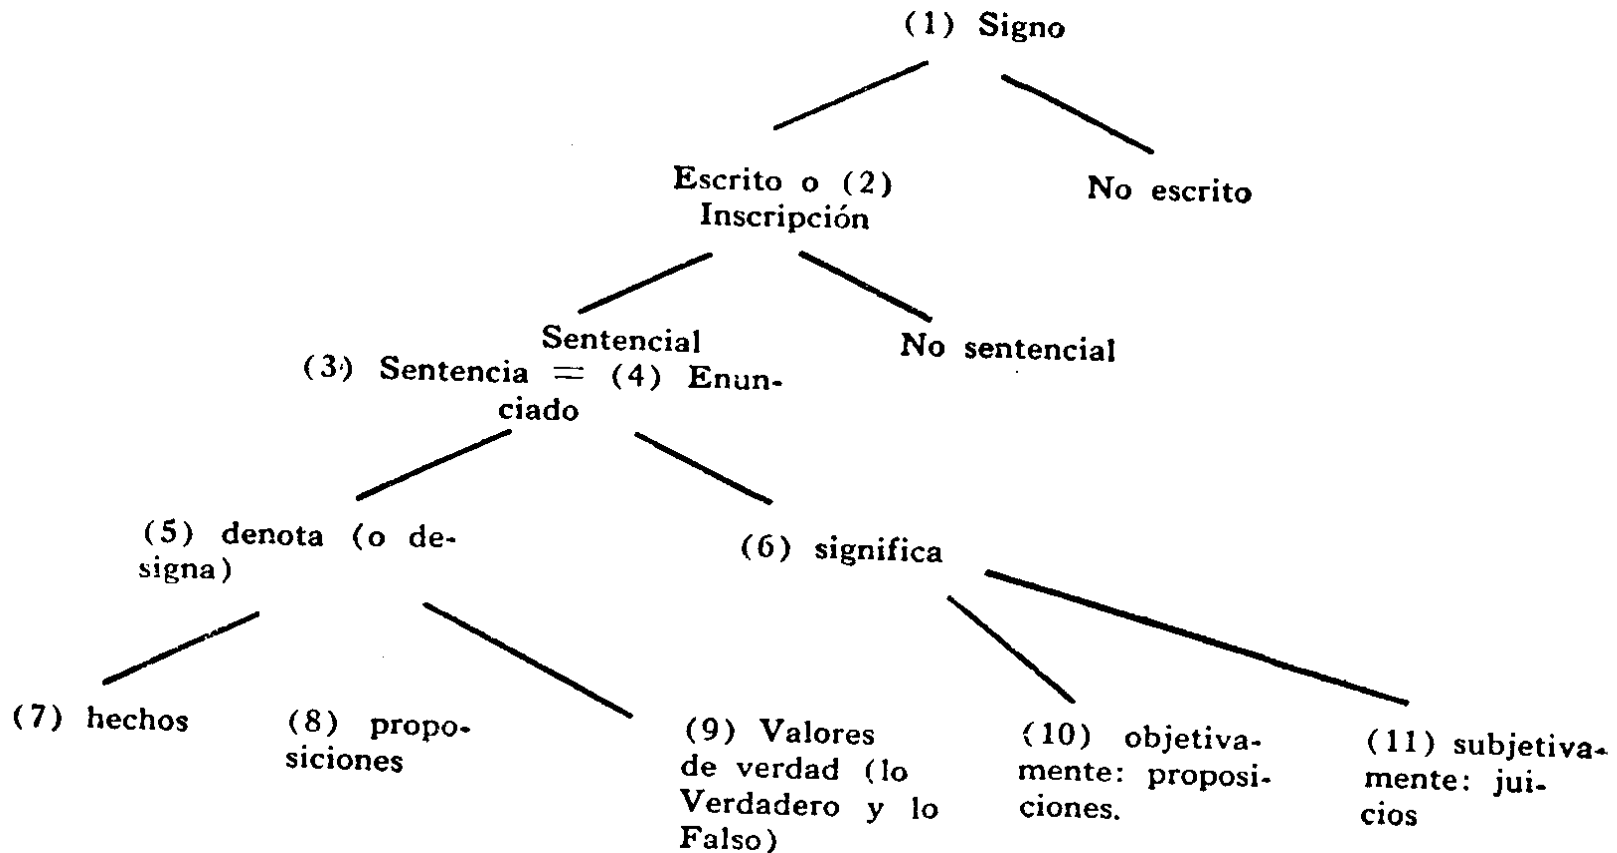 (1) Signo
Escrito o (2)
Inscripción
No escrito
Sentencial
(3) Sentencia = (4) Enun-
ciado
No sentencial
(5) denota (o de-
signa)
(6) significa
(7) hechos
(8) propo-
siciones
(9) Valores
de verdad (lo
Verdadero y lo
Falso)
(10) objetiva-
mente: proposi-
ciones.
(11) subjetiva-
mente: jui-
cios